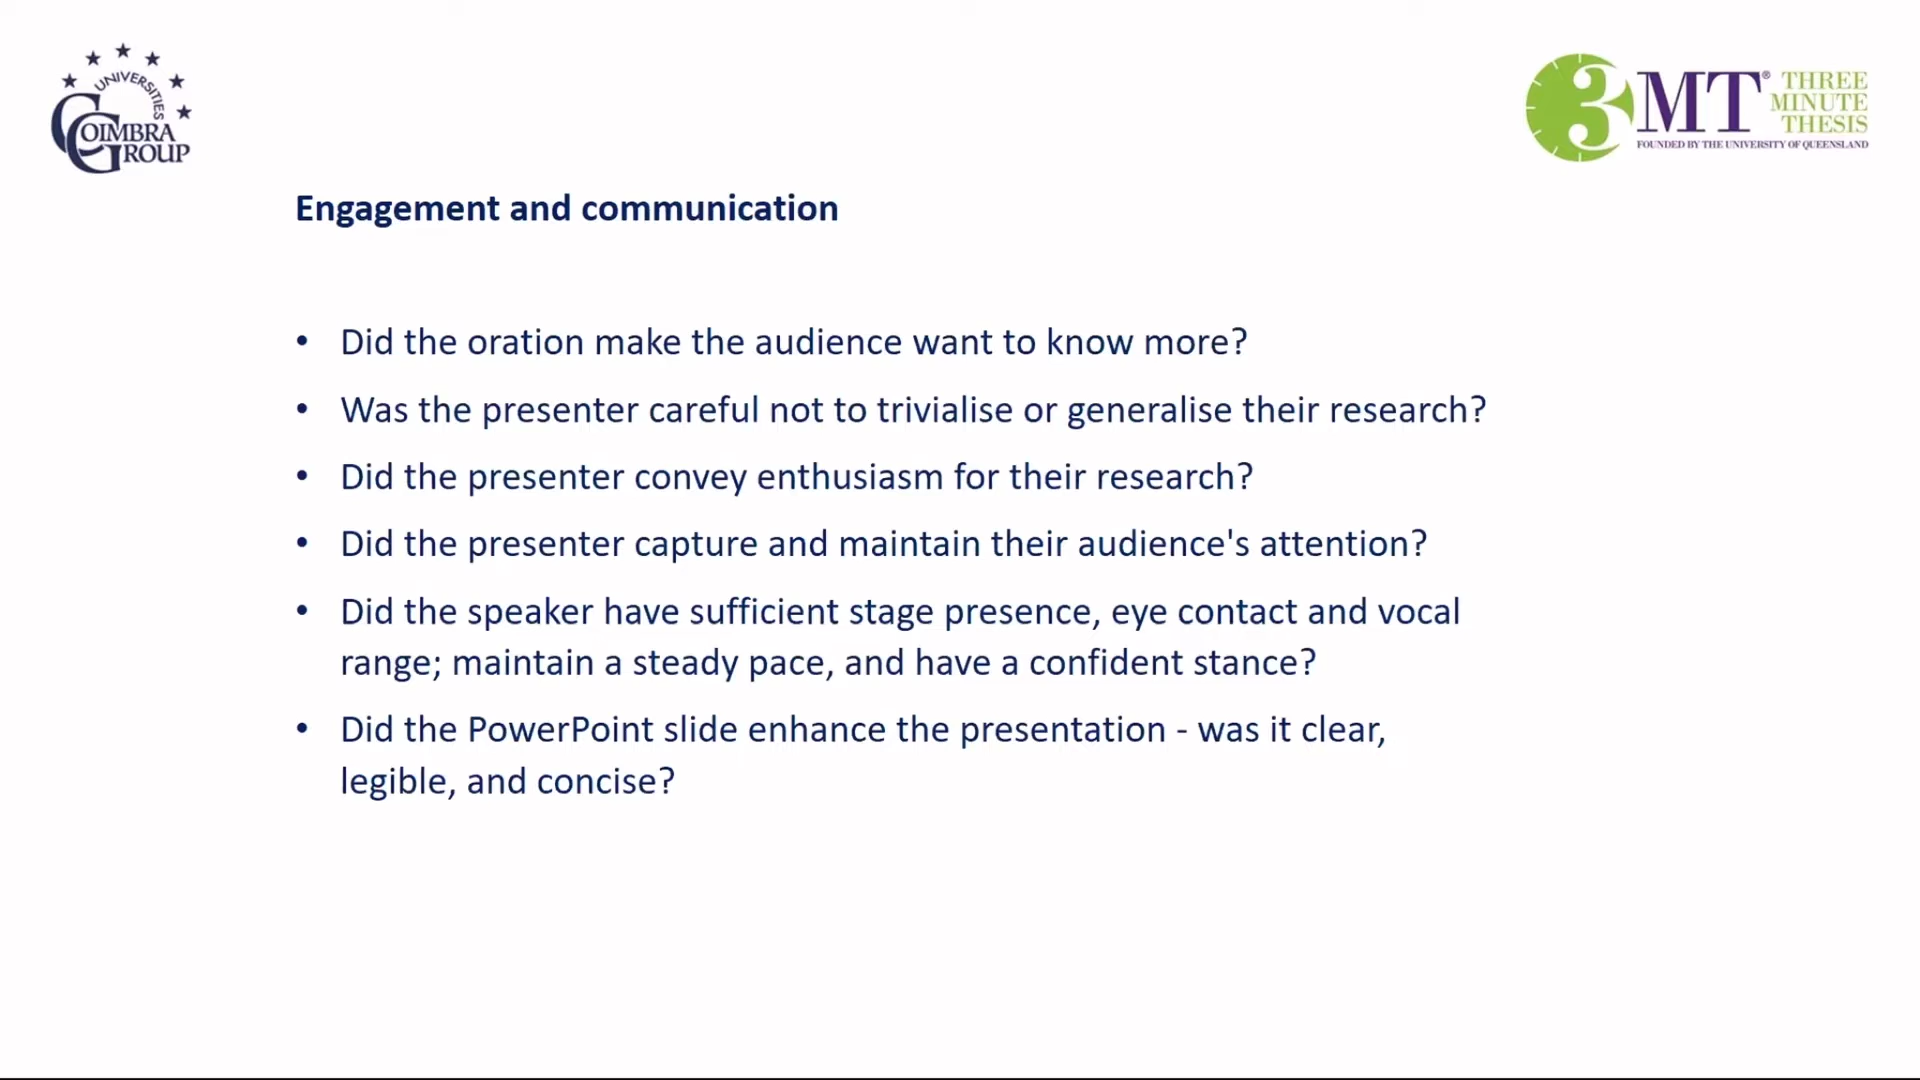 UNIVERSITIES
COIMBRA
GROUP
3MT® THREE
MINUTE
THESIS
FOUNDED BY THE UNIVERSITY OF QUEENSLAND
Engagement and communication
• Did the oration make the audience want to know more?
• Was the presenter careful not to trivialise or generalise their research?
• Did the presenter convey enthusiasm for their research?
• Did the presenter capture and maintain their audience's attention?
• Did the speaker have sufficient stage presence, eye contact and vocal
range; maintain a steady pace, and have a confident stance?
• Did the PowerPoint slide enhance the presentation - was it clear,
legible, and concise?